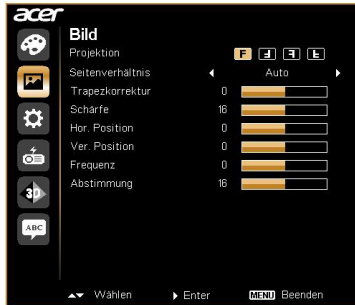 acer
Bild
Projektion F F F F
Seitenverhältnis Auto
Trapezkorrektur 0
Schärfe 16
Hor. Position 0
Ver. Position 0
Frequenz 0
Abstimmung 16
3D
ABC
Wählen Enter MENU Beenden